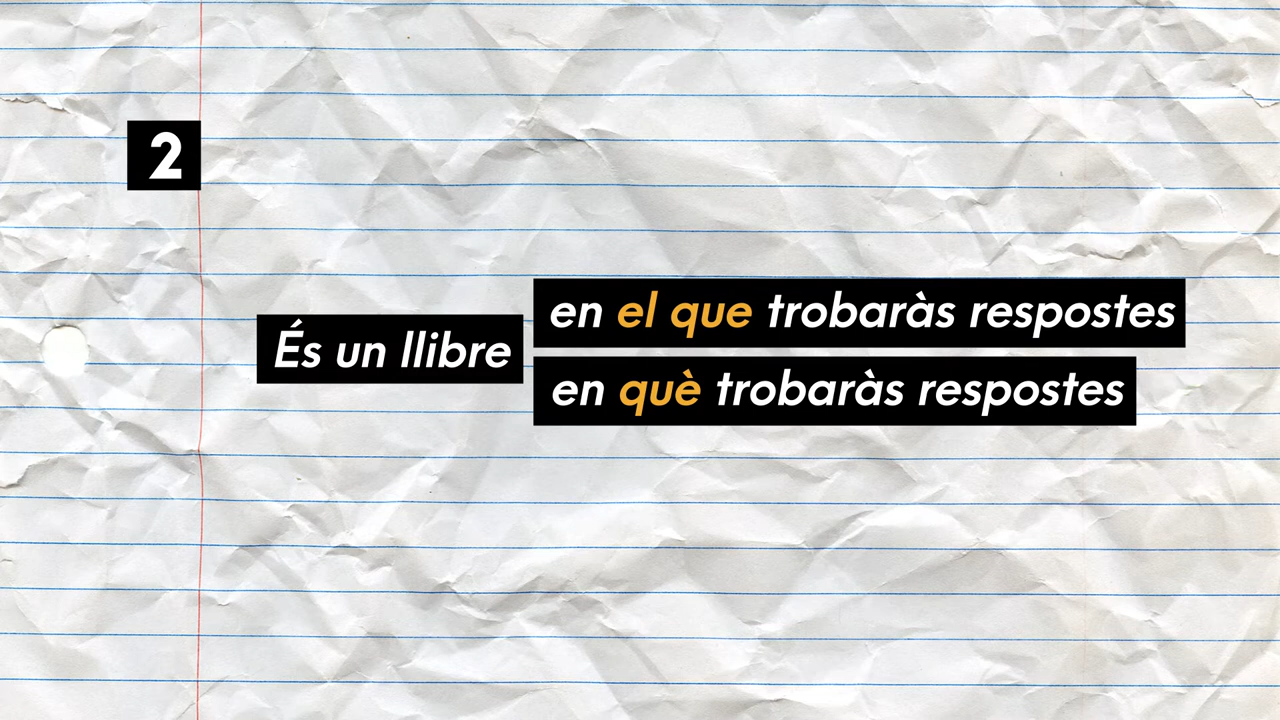 2
És un llibre
en el que trobaràs respostes
en què trobaràs respostes